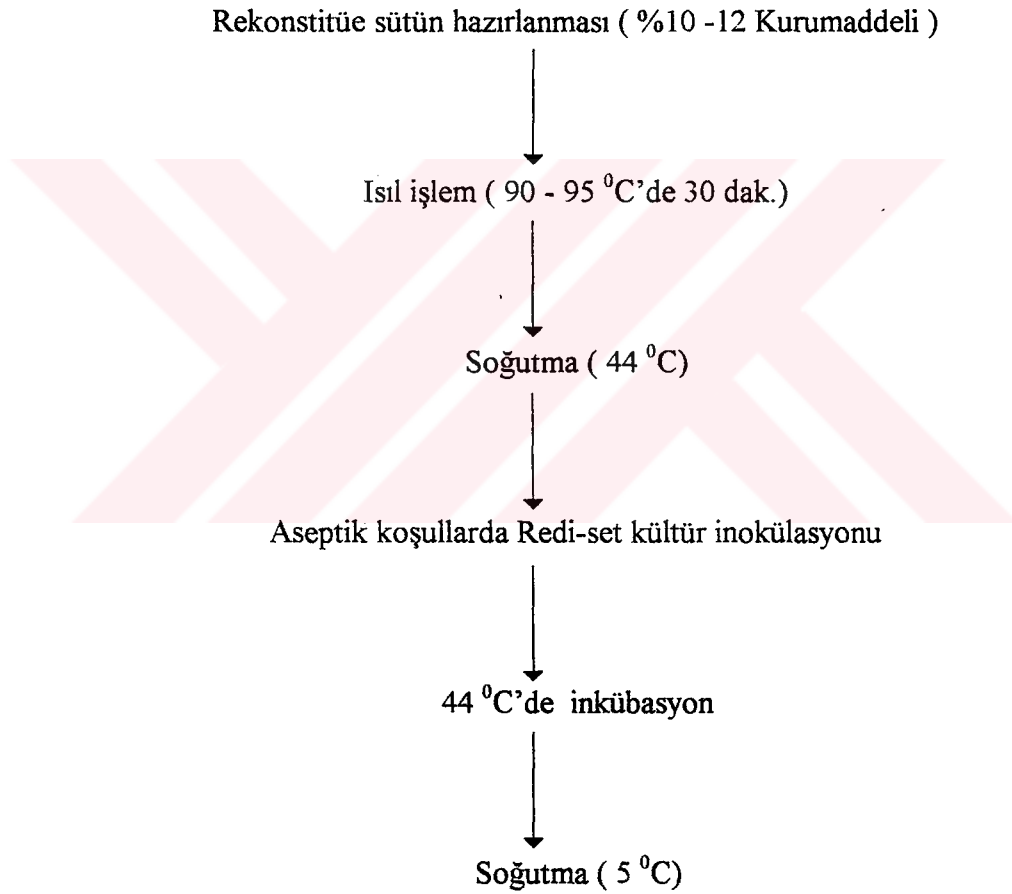 Rekonstitüe sütün hazırlanması ( %10 -12 Kurumaddeli )
Isıl işlem ( 90 - 95 ⁰C’de 30 dak.)
Soğutma ( 44 ⁰C)
Aseptik koşullarda Redi-set kültür inokülasyonu
44 ⁰C’de inkübasyon
Soğutma ( 5 ⁰C)